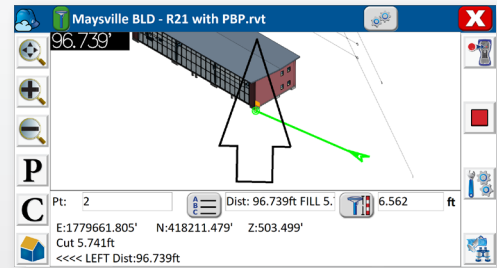 Maysville BLD - R21 with PBP.rvt
X
96.739'
P
C
Pt: 2
A
B
C
Dist: 96.739ft FILL 5.
6.562 ft
E:1779661.805' N:418211.479' Z:503.499'
Cut 5.741ft
<<<< LEFT Dist:96.739ft